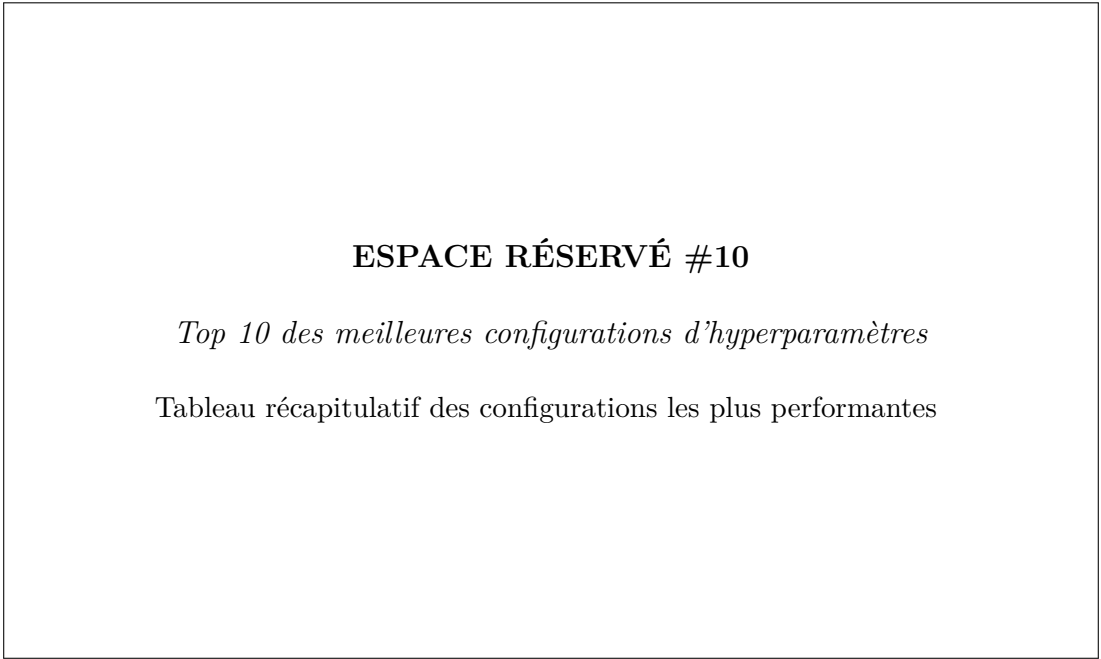 ESPACE RÉSERVÉ #10
Top 10 des meilleures configurations d'hyperparamètres
Tableau récapitulatif des configurations les plus performantes